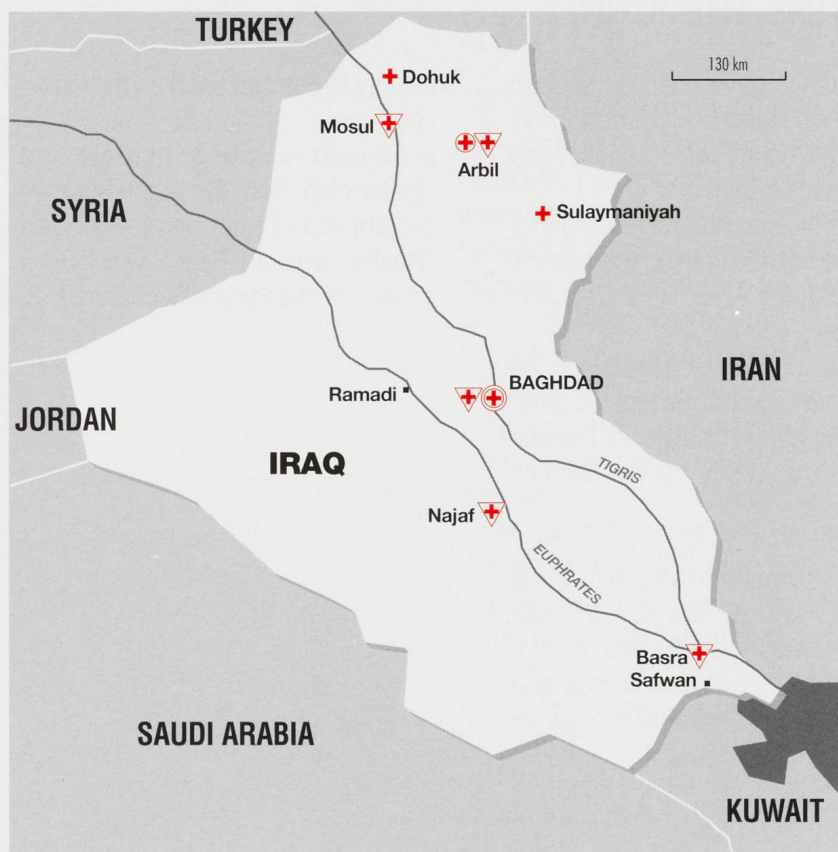 TURKEY
130 km
Dohuk
Mosul
Arbil
SYRIA
Sulaymaniyah
IRAN
BAGHDAD
Ramadi
JORDAN
IRAQ
TIGRIS
Najaf
EUPHRATES
Basra
Safwan
SAUDI ARABIA
KUWAIT